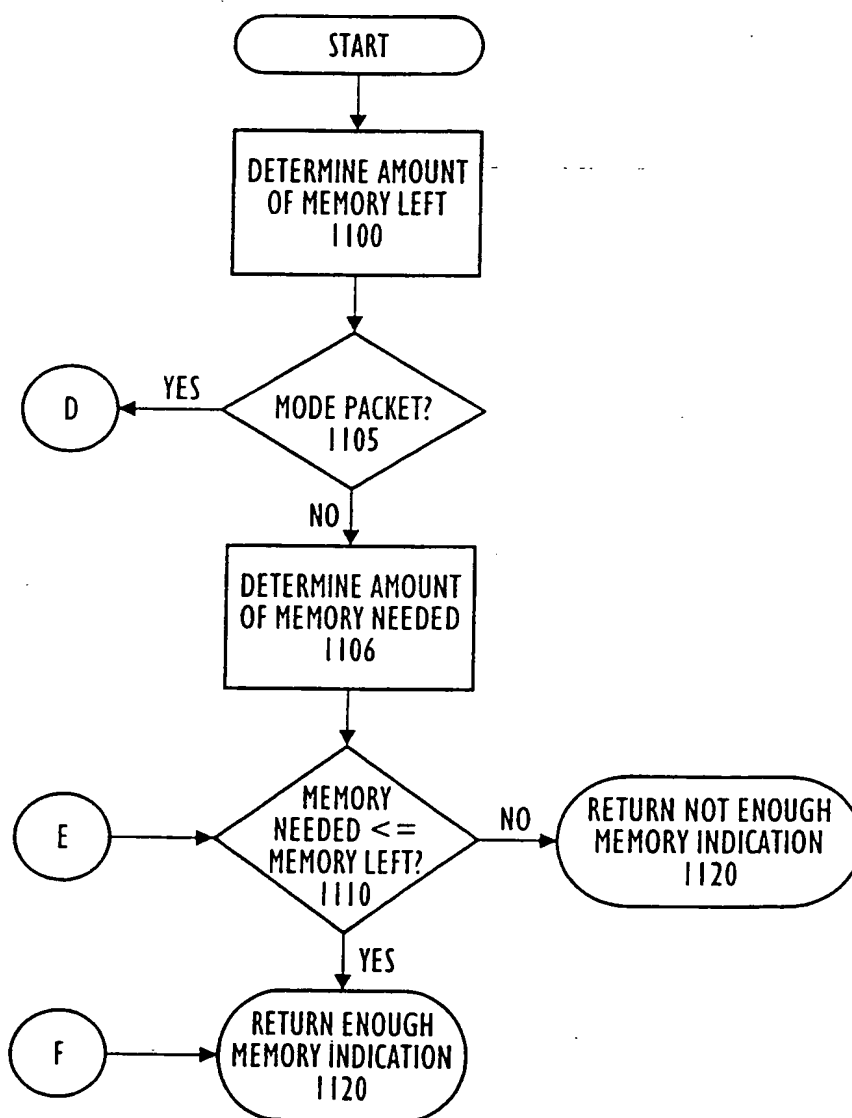 START
DETERMINE AMOUNT
OF MEMORY LEFT
1100
YES
D
MODE PACKET?
1105
NO
DETERMINE AMOUNT
OF MEMORY NEEDED
1106
E
MEMORY
NEEDED <=
MEMORY LEFT?
1110
NO
RETURN NOT ENOUGH
MEMORY INDICATION
1120
YES
F
RETURN ENOUGH
MEMORY INDICATION
1120